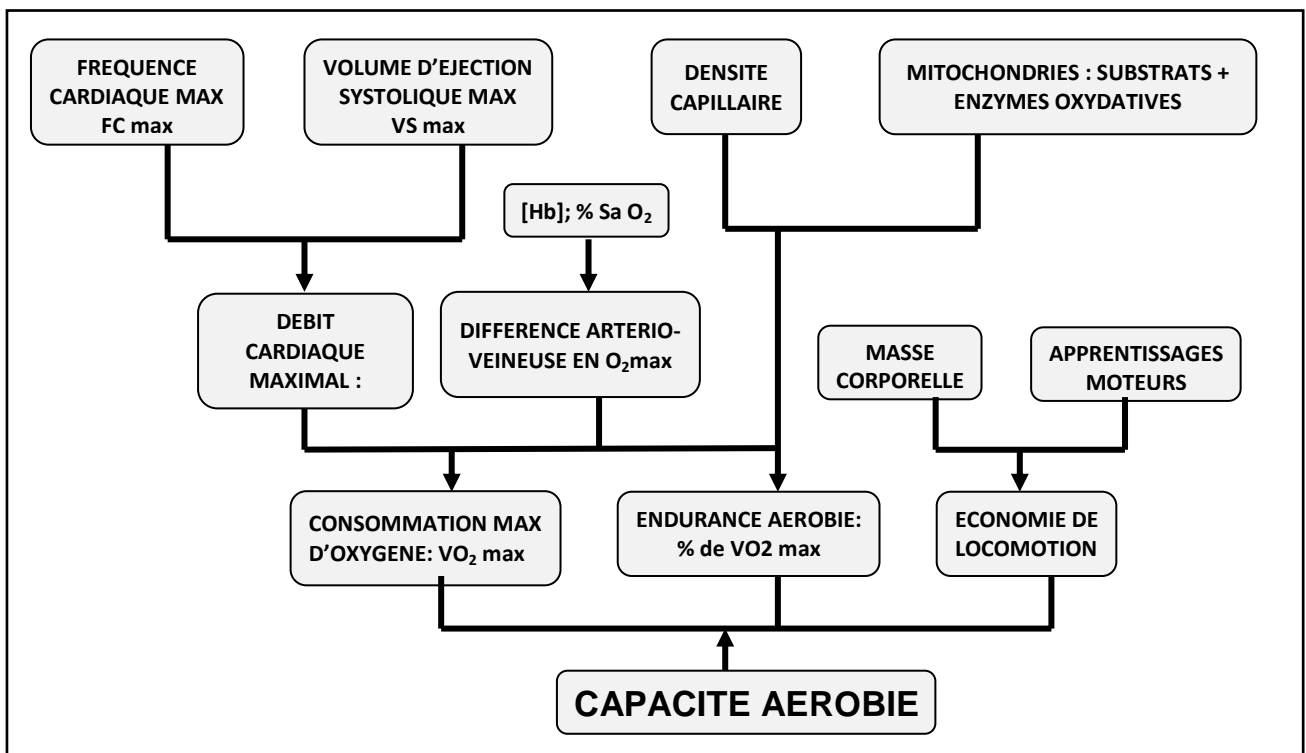 FREQUENCE
CARDIAQUE MAX
FC max
VOLUME D’EJECTION
SYSTOLIQUE MAX
VS max
DENSITE
CAPILLAIRE
MITOCHONDRIES : SUBSTRATS +
ENZYMES OXYDATIVES
[Hb]; % Sa O₂
DEBIT
CARDIAQUE
MAXIMAL :
DIFFERENCE ARTERIO-
VEINEUSE EN O₂max
MASSE
CORPORELLE
APPRENTISSAGES
MOTEURS
CONSOMMATION MAX
D’OXYGENE: VO₂ max
ENDURANCE AEROBIE:
% de VO2 max
ECONOMIE DE
LOCOMOTION
CAPACITE AEROBIE